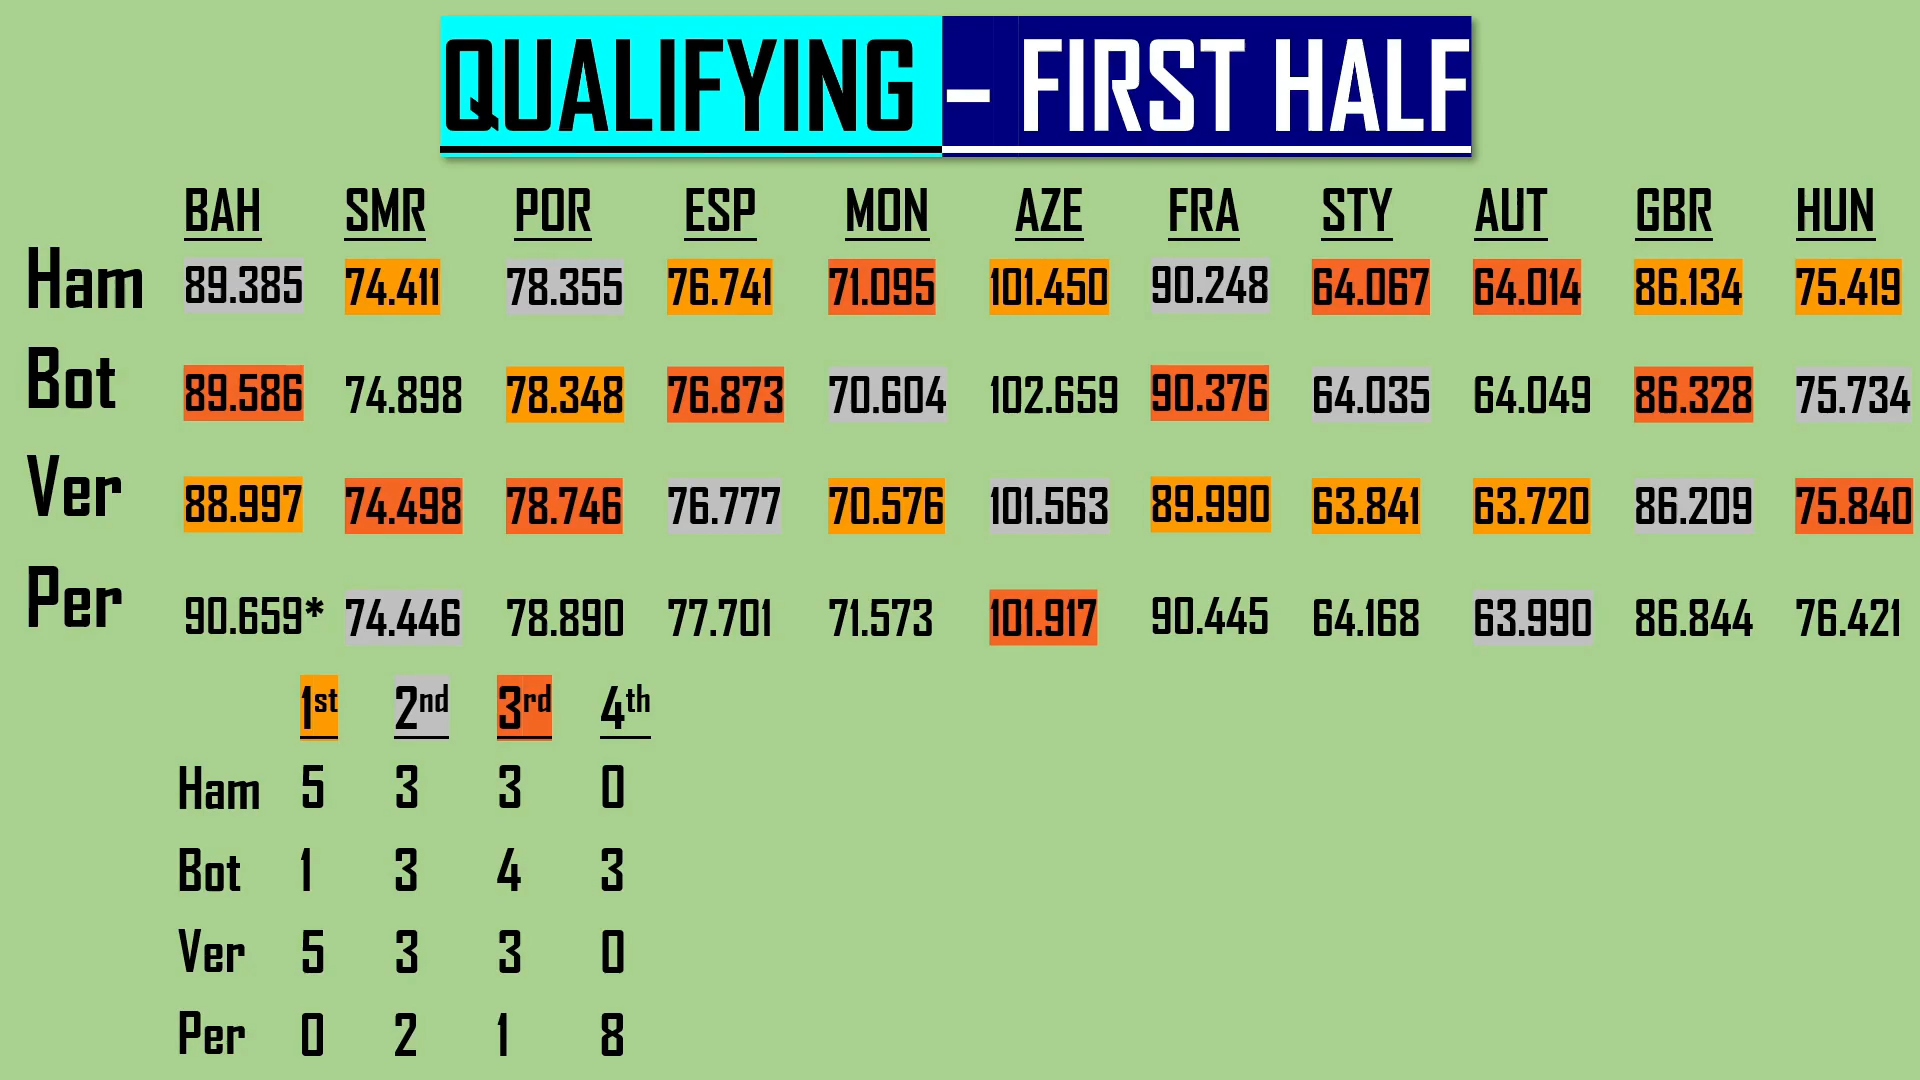 QUALIFYING – FIRST HALF
BAH SMR POR ESP MON AZE FRA STY AUT GBR HUN
Ham 89.385 74.411 78.355 76.741 71.095 101.450 90.248 64.067 64.014 86.134 75.419
Bot 89.586 74.898 78.348 76.873 70.604 102.659 90.376 64.035 64.049 86.328 75.734
Ver 88.997 74.498 78.746 76.777 70.576 101.563 89.990 63.841 63.720 86.209 75.840
Per 90.659* 74.446 78.890 77.701 71.573 101.917 90.445 64.168 63.990 86.844 76.421
1st 2nd 3rd 4th
Ham 5 3 3 0
Bot 1 3 4 3
Ver 5 3 3 0
Per 0 2 1 8